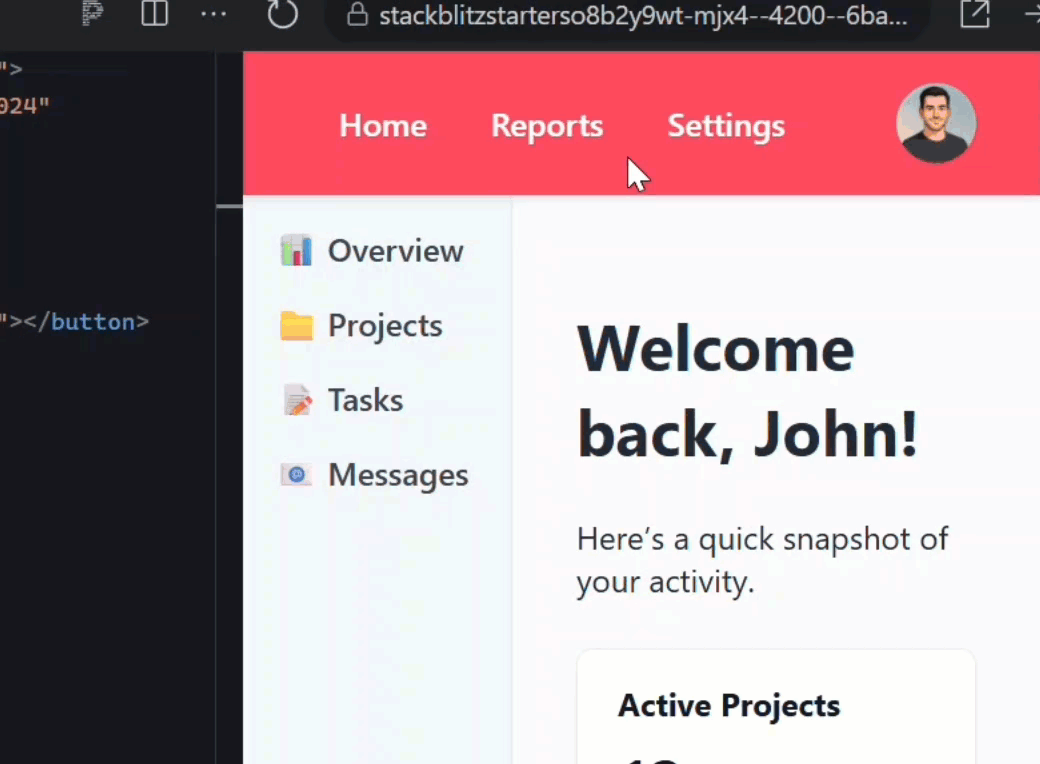 stackblitzstarterso8b2y9wt-mjx4--4200--6ba...
">
024"
"></button>
Home Reports Settings
Overview
Projects
Tasks
Messages
Welcome
back, John!
Here’s a quick snapshot of
your activity.
Active Projects